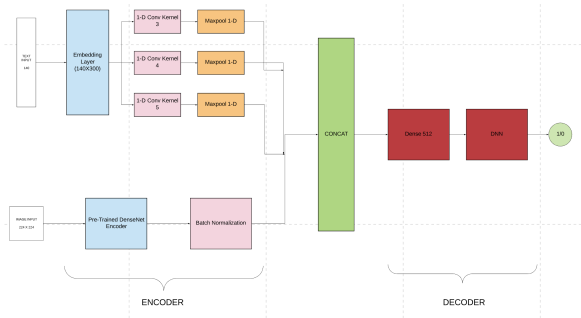 TEXT
INPUT
140
Embedding
Layer
(140X300)
1-D Conv Kernel
3
Maxpool 1-D
1-D Conv Kernel
4
Maxpool 1-D
1-D Conv Kernel
5
Maxpool 1-D
CONCAT
Dense 512
DNN
1/0
IMAGE INPUT
224 X 224
Pre-Trained DenseNet
Encoder
Batch Normalization
ENCODER
DECODER